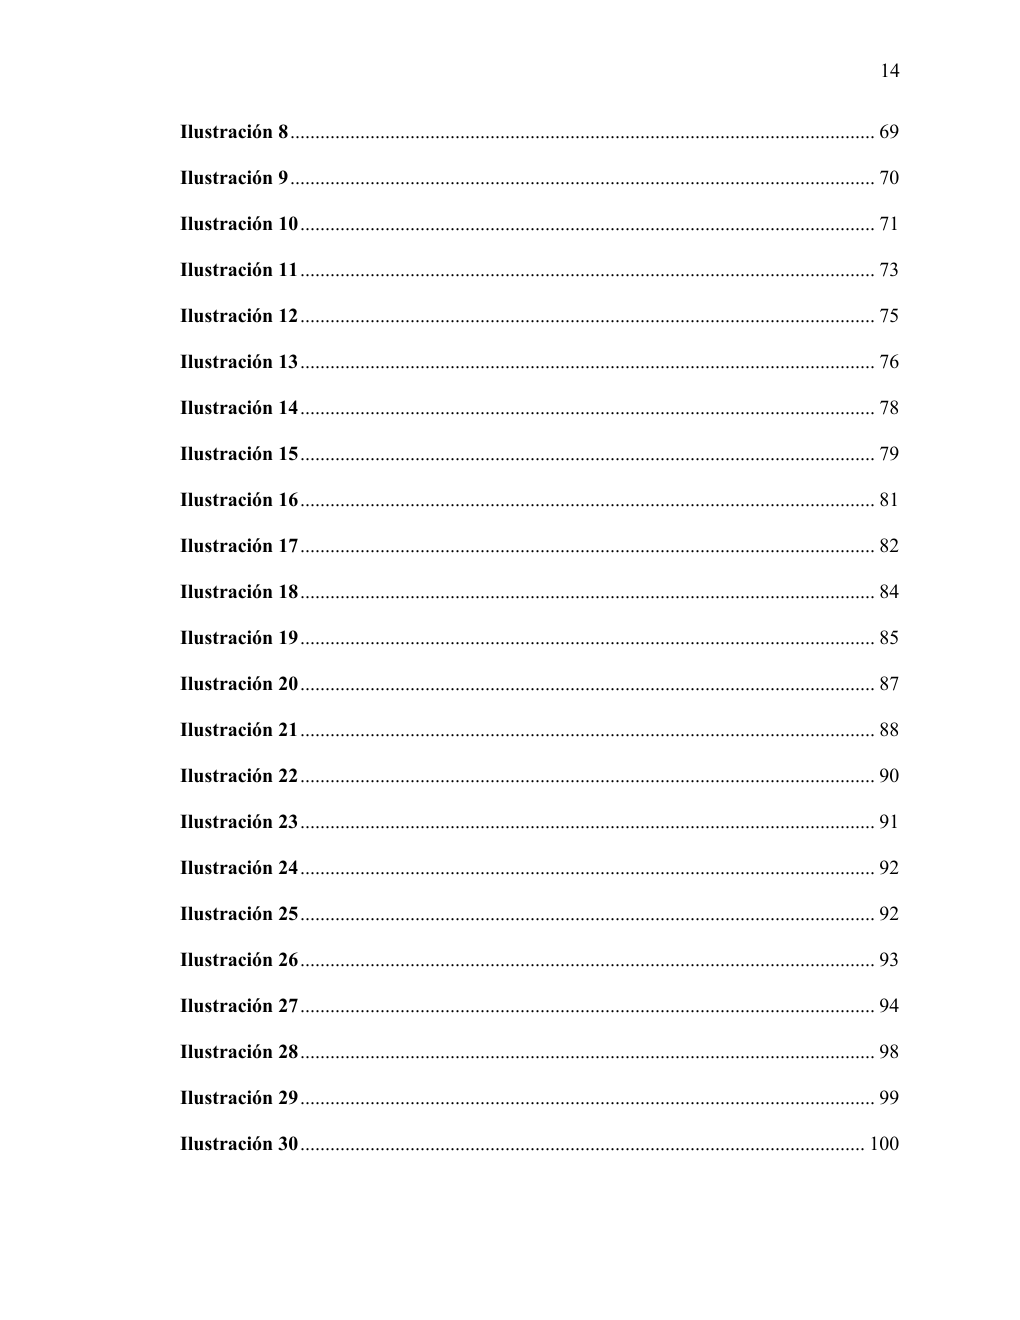 14
Ilustración 8.......... 69
Ilustración 9.......... 70
Ilustración 10.......... 71
Ilustración 11.......... 73
Ilustración 12.......... 75
Ilustración 13.......... 76
Ilustración 14.......... 78
Ilustración 15.......... 79
Ilustración 16.......... 81
Ilustración 17.......... 82
Ilustración 18.......... 84
Ilustración 19.......... 85
Ilustración 20.......... 87
Ilustración 21.......... 88
Ilustración 22.......... 90
Ilustración 23.......... 91
Ilustración 24.......... 92
Ilustración 25.......... 92
Ilustración 26.......... 93
Ilustración 27.......... 94
Ilustración 28.......... 98
Ilustración 29.......... 99
Ilustración 30.......... 100